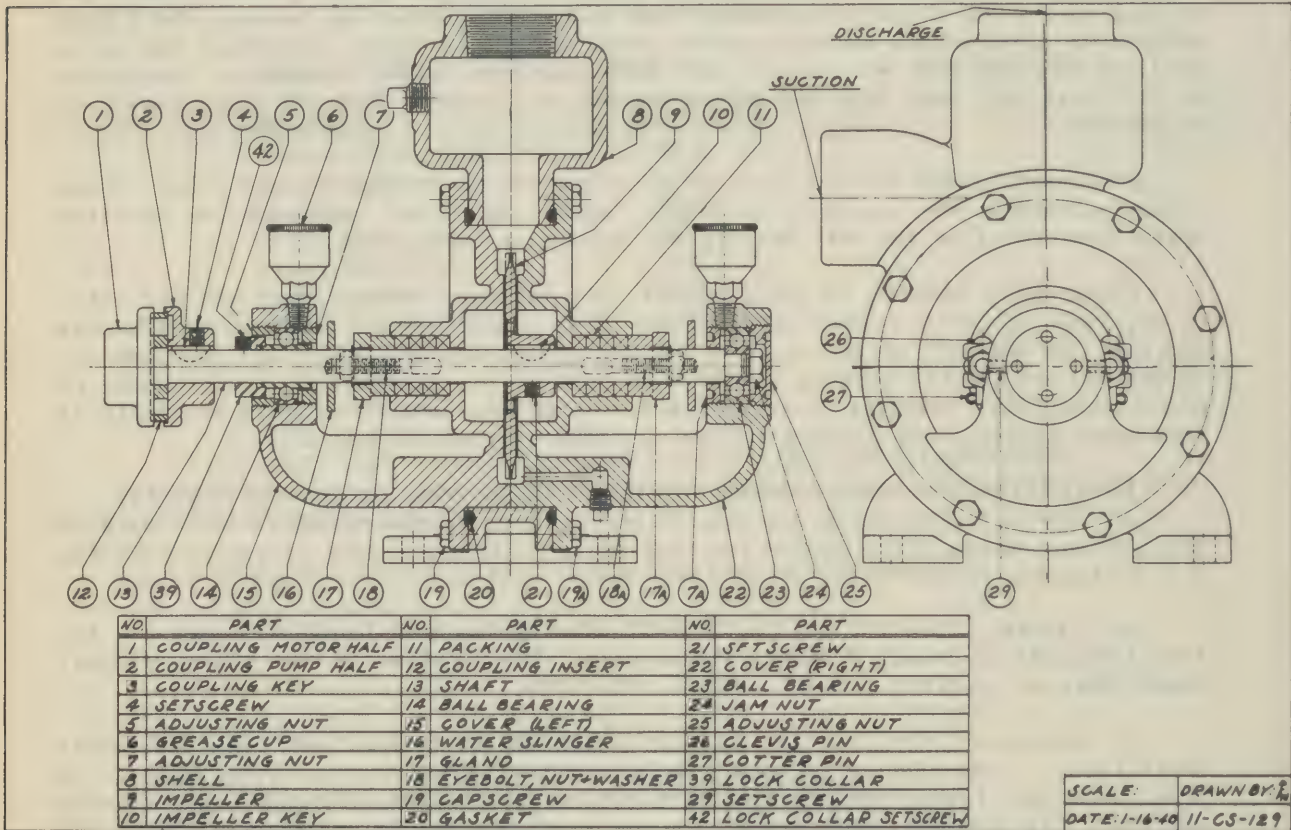 DISCHARGE
SUCTION
1 2 3 4 5 6 7 8 9 10 11
42
26
27
12 13 39 14 15 16 17 18 19 20 21 19A 18A 17A 7A 22 23 24 25 29
NO. PART NO. PART NO. PART
1 COUPLING MOTOR HALF 11 PACKING 21 SETSCREW
2 COUPLING PUMP HALF 12 COUPLING INSERT 22 COVER (RIGHT)
3 COUPLING KEY 13 SHAFT 23 BALL BEARING
4 SETSCREW 14 BALL BEARING 24 JAM NUT
5 ADJUSTING NUT 15 COVER (LEFT) 25 ADJUSTING NUT
6 GREASE CUP 16 WATER SLINGER 26 CLEVIS PIN
7 ADJUSTING NUT 17 GLAND 27 COTTER PIN
8 SHELL 18 EYEBOLT, NUT+WASHER 39 LOCK COLLAR
9 IMPELLER 19 CAPSCREW 29 SETSCREW
10 IMPELLER KEY 20 GASKET 42 LOCK COLLAR SETSCREW
SCALE: DRAWN BY:
DATE: 1-16-40 11-CS-129